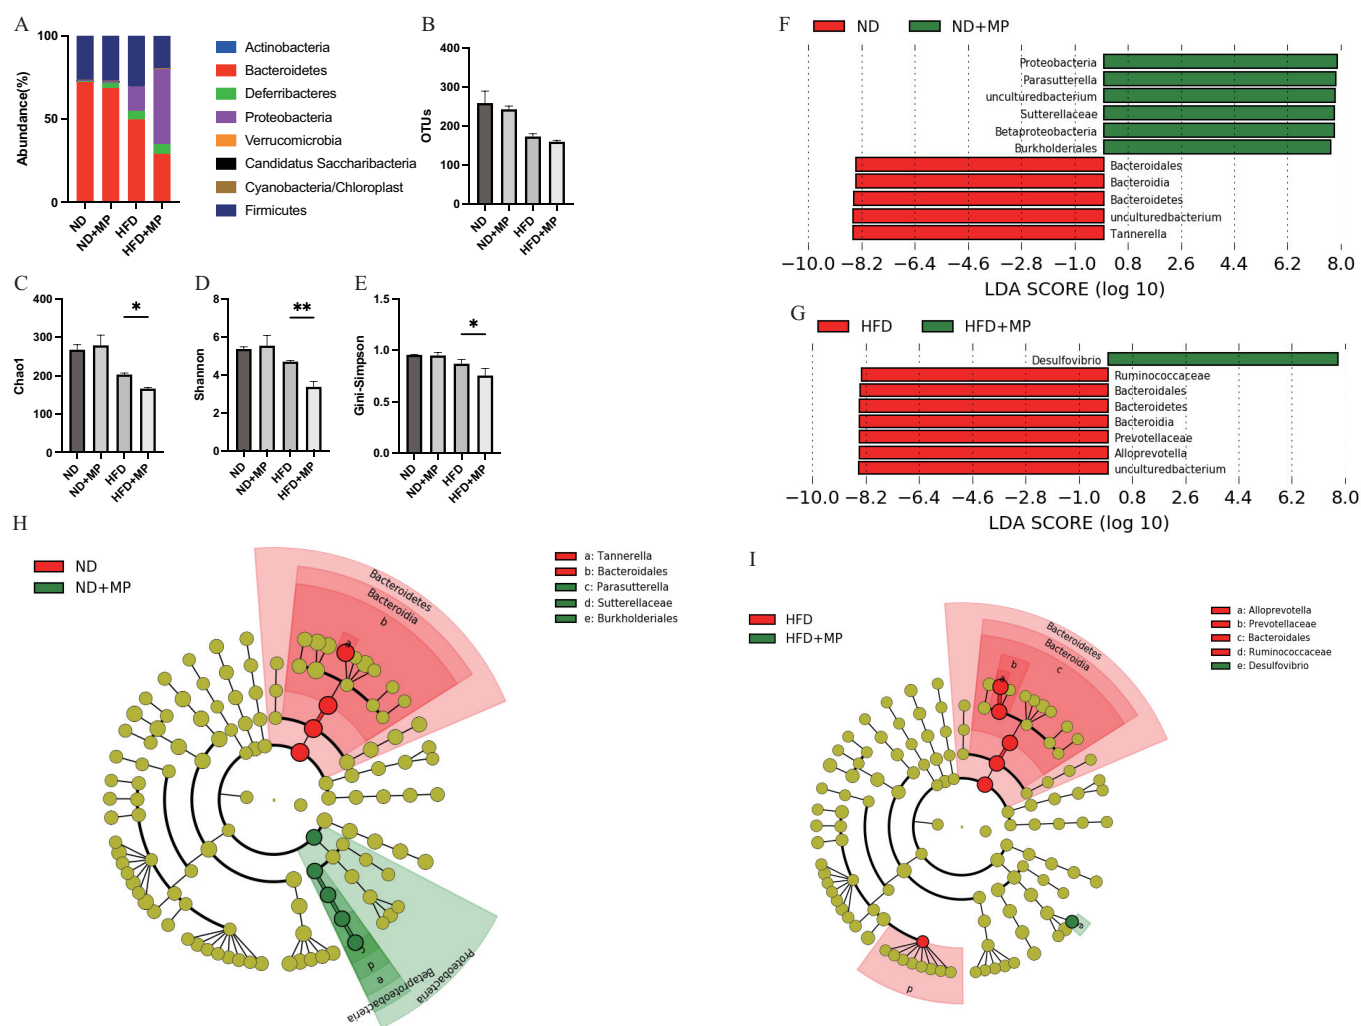 A
Abundance(%)
100
50
0
ND
ND+MP
HFD
HFD+MP
Actinobacteria
Bacteroidetes
Deferribacteres
Proteobacteria
Verrucomicrobia
Candidatus Saccharibacteria
Cyanobacteria/Chloroplast
Firmicutes
B
OTUs
400
300
200
100
0
ND
ND+MP
HFD
HFD+MP
C
Chao1
400
300
200
100
0
*
ND
ND+MP
HFD
HFD+MP
D
Shannon
8
6
4
2
0
**
ND
ND+MP
HFD
HFD+MP
E
Gini-Simpson
1.5
1.0
0.5
0.0
*
ND
ND+MP
HFD
HFD+MP
F
ND
ND+MP
Proteobacteria
Parasutterella
unculturedbacterium
Sutterellaceae
Betaproteobacteria
Burkholderiales
Bacteroidales
Bacteroidia
Bacteroidetes
unculturedbacterium
Tannerella
−10.0 −8.2 −6.4 −4.6 −2.8 −1.0 0.8 2.6 4.4 6.2 8.0
LDA SCORE (log 10)
G
HFD
HFD+MP
Desulfovibrio
Ruminococcaceae
Bacteroidales
Bacteroidetes
Bacteroidia
Prevotellaceae
Alloprevotella
unculturedbacterium
−10.0 −8.2 −6.4 −4.6 −2.8 −1.0 0.8 2.6 4.4 6.2 8.0
LDA SCORE (log 10)
H
ND
ND+MP
Bacteroidetes
Bacteroidia
b
a
c
d
e
Betaproteobacteria
Proteobacteria
a: Tannerella
b: Bacteroidales
c: Parasutterella
d: Sutterellaceae
e: Burkholderiales
I
HFD
HFD+MP
Bacteroidetes
Bacteroidia
c
b
a
e
d
a: Alloprevotella
b: Prevotellaceae
c: Bacteroidales
d: Ruminococcaceae
e: Desulfovibrio